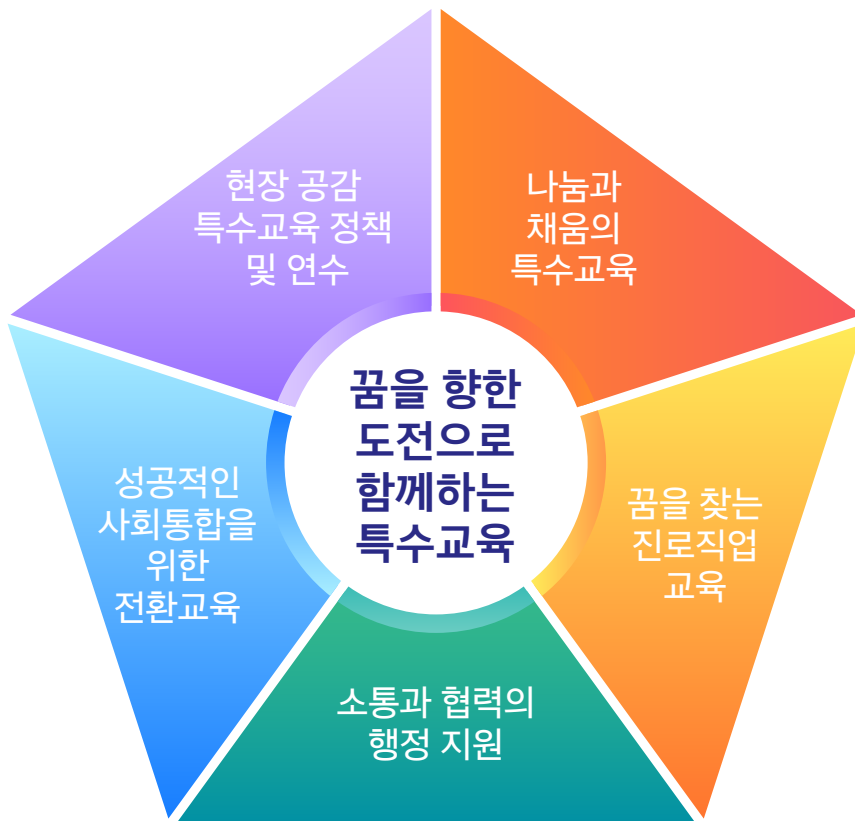 현장 공감
특수교육 정책
및 연수
나눔과
채움의
특수교육
꿈을 향한
도전으로
함께하는
특수교육
성공적인
사회통합을
위한
전환교육
꿈을 찾는
진로직업
교육
소통과 협력의
행정 지원